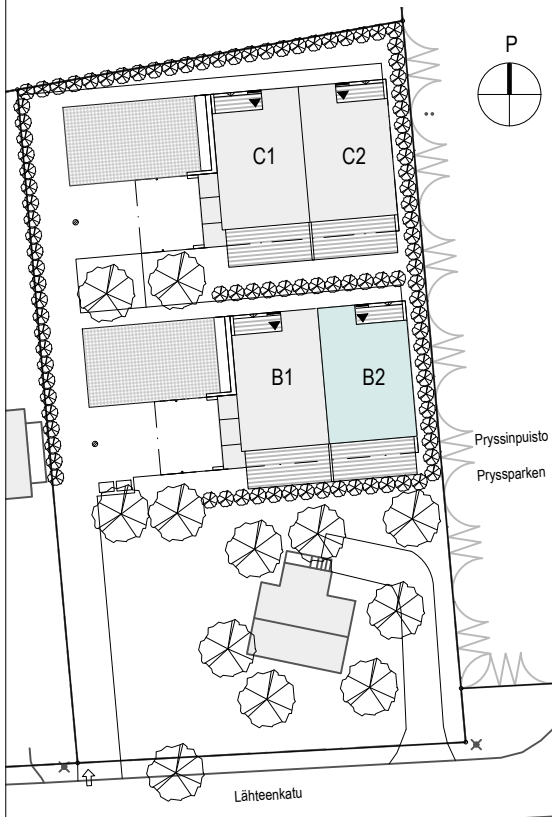 P
C1
C2
B1
B2
Pryssinpuisto
Pryssparken
Lähteenkatu